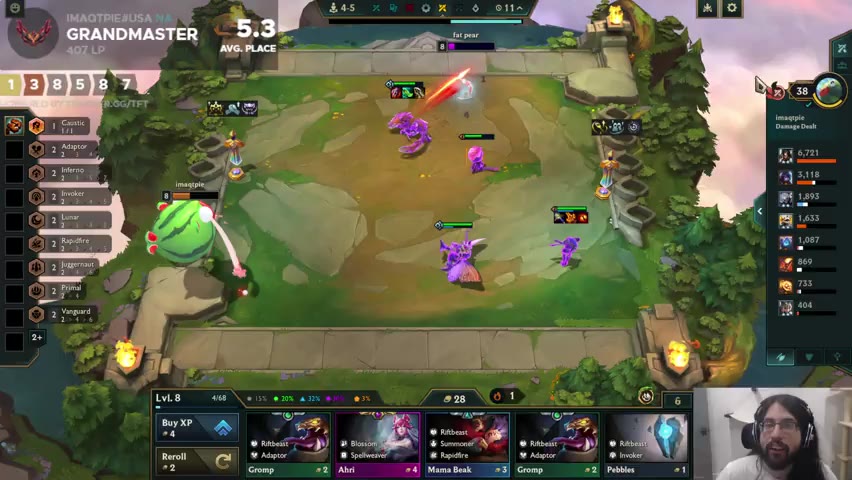 IMAQTPIE#USA NA
GRANDMASTER
407 LP
5.3
AVG. PLACE
1 3 8 5 8 7
4-5
11
fat pear
8
38
imaqtpie
Damage Dealt
6,721
3,118
1,893
1,633
1,087
869
733
404
1 Caustic
1 / 1
2 Adaptor
2 Inferno
2 Invoker
2 Lunar
2 Rapidfire
2 Juggernaut
2 Primal
2 Vanguard
2+
imaqtpie
8
Lvl. 8
4/68
15%
20%
32%
3%
28
1
6
Buy XP
4
Reroll
2
Riftbeast
Adaptor
Gromp
2
Blossom
Spellweaver
Ahri
4
Riftbeast
Summoner
Rapidfire
Mama Beak
3
Riftbeast
Adaptor
Gromp
2
Riftbeast
Invoker
Pebbles
1